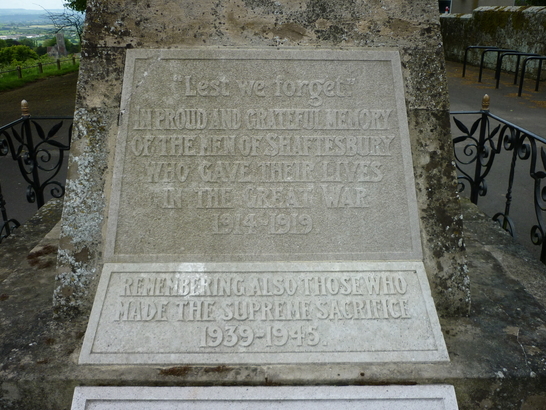 "Lest we forget"
IN PROUD AND GRATEFUL MEMORY
OF THE MEN OF SHAFTESBURY
WHO GAVE THEIR LIVES
IN THE GREAT WAR
1914-1919.
REMEMBERING ALSO THOSE WHO
MADE THE SUPREME SACRIFICE
1939-1945.